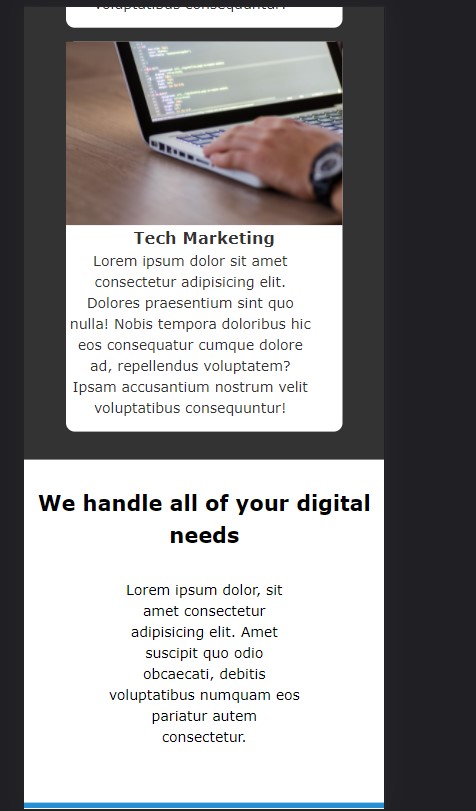 voluptatibus consequuntur!
Tech Marketing
Lorem ipsum dolor sit amet
consectetur adipisicing elit.
Dolores praesentium sint quo
nulla! Nobis tempora doloribus hic
eos consequatur cumque dolore
ad, repellendus voluptatem?
Ipsam accusantium nostrum velit
voluptatibus consequuntur!
We handle all of your digital
needs
Lorem ipsum dolor, sit
amet consectetur
adipisicing elit. Amet
suscipit quo odio
obcaecati, debitis
voluptatibus numquam eos
pariatur autem
consectetur.